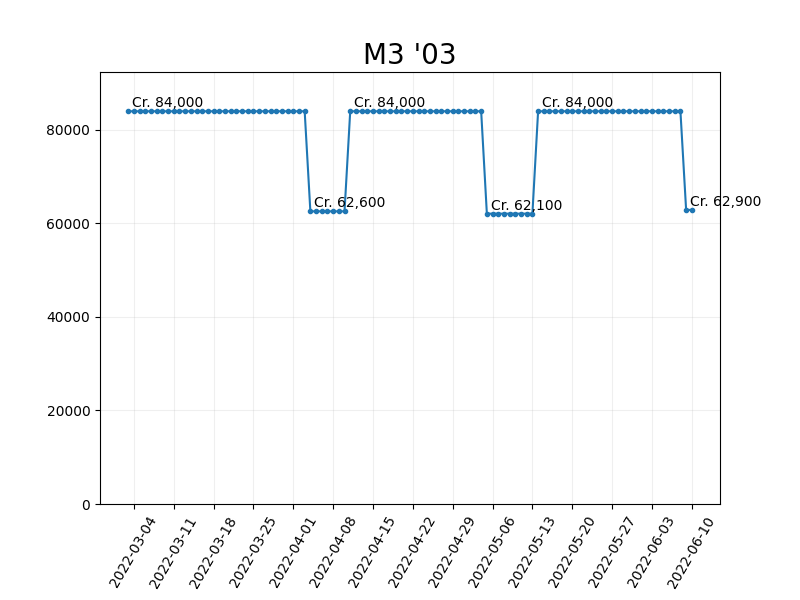 M3 '03
Cr. 84,000
Cr. 84,000
Cr. 84,000
Cr. 62,600
Cr. 62,100
Cr. 62,900
80000
60000
40000
20000
0
2022-03-04
2022-03-11
2022-03-18
2022-03-25
2022-04-01
2022-04-08
2022-04-15
2022-04-22
2022-04-29
2022-05-06
2022-05-13
2022-05-20
2022-05-27
2022-06-03
2022-06-10